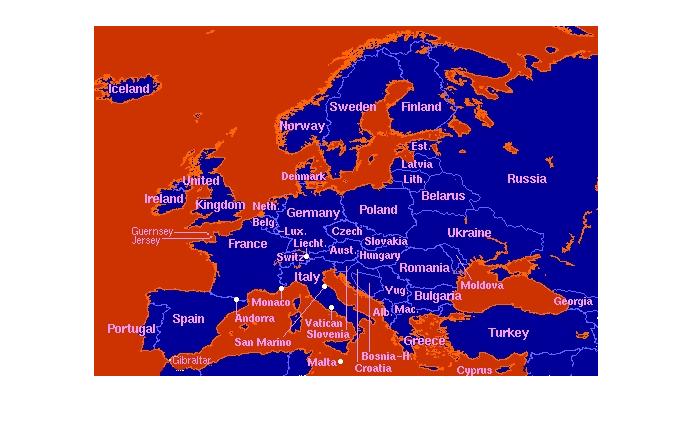 Iceland
Sweden
Finland
Norway
Est.
Latvia
Denmark
Lith.
Russia
United
Kingdom
Ireland
Belarus
Neth.
Germany
Poland
Belg.
Guernsey
Jersey
Lux.
Czech
Ukraine
France
Liecht.
Slovakia
Aust.
Hungary
Switz.
Romania
Italy
Moldova
Yug.
Bulgaria
Georgia
Monaco
Andorra
Spain
Portugal
Vatican
Alb.
Mac.
Slovenia
San Marino
Greece
Turkey
Gibraltar
Malta
Bosnia-H.
Croatia
Cyprus